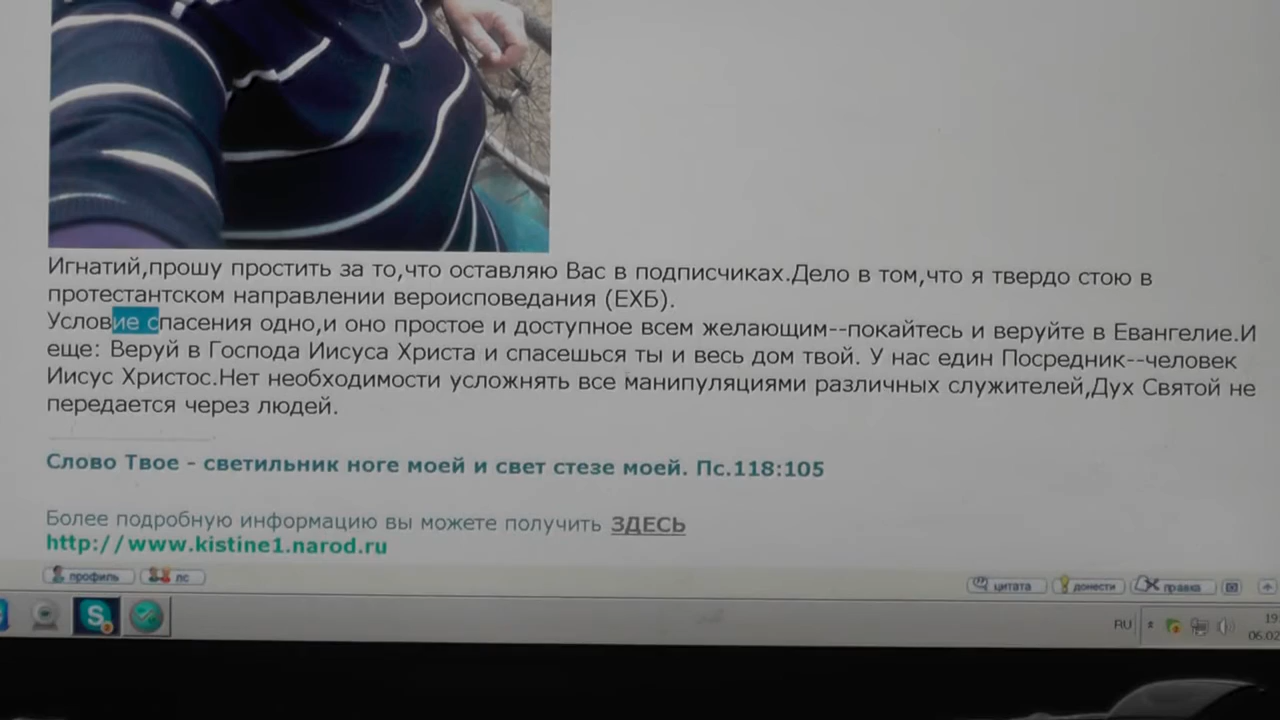 Игнатий,прошу простить за то,что оставляю Вас в подписчиках.Дело в том,что я твердо стою в
протестантском направлении вероисповедания (ЕХБ).
Условие спасения одно,и оно простое и доступное всем желающим--покайтесь и веруйте в Евангелие.И
еще: Веруй в Господа Иисуса Христа и спасешься ты и весь дом твой. У нас един Посредник--человек
Иисус Христос.Нет необходимости усложнять все манипуляциями различных служителей,Дух Святой не
передается через людей.
Слово Твое - светильник ноге моей и свет стезе моей. Пс.118:105
Более подробную информацию вы можете получить ЗДЕСЬ
http://www.kistine1.narod.ru
профиль лс цитата донести правка
S RU 19
06.02